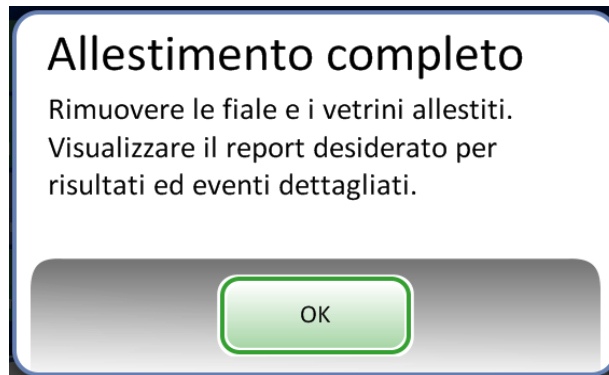 Allestimento completo
Rimuovere le fiale e i vetrini allestiti.
Visualizzare il report desiderato per
risultati ed eventi dettagliati.
OK